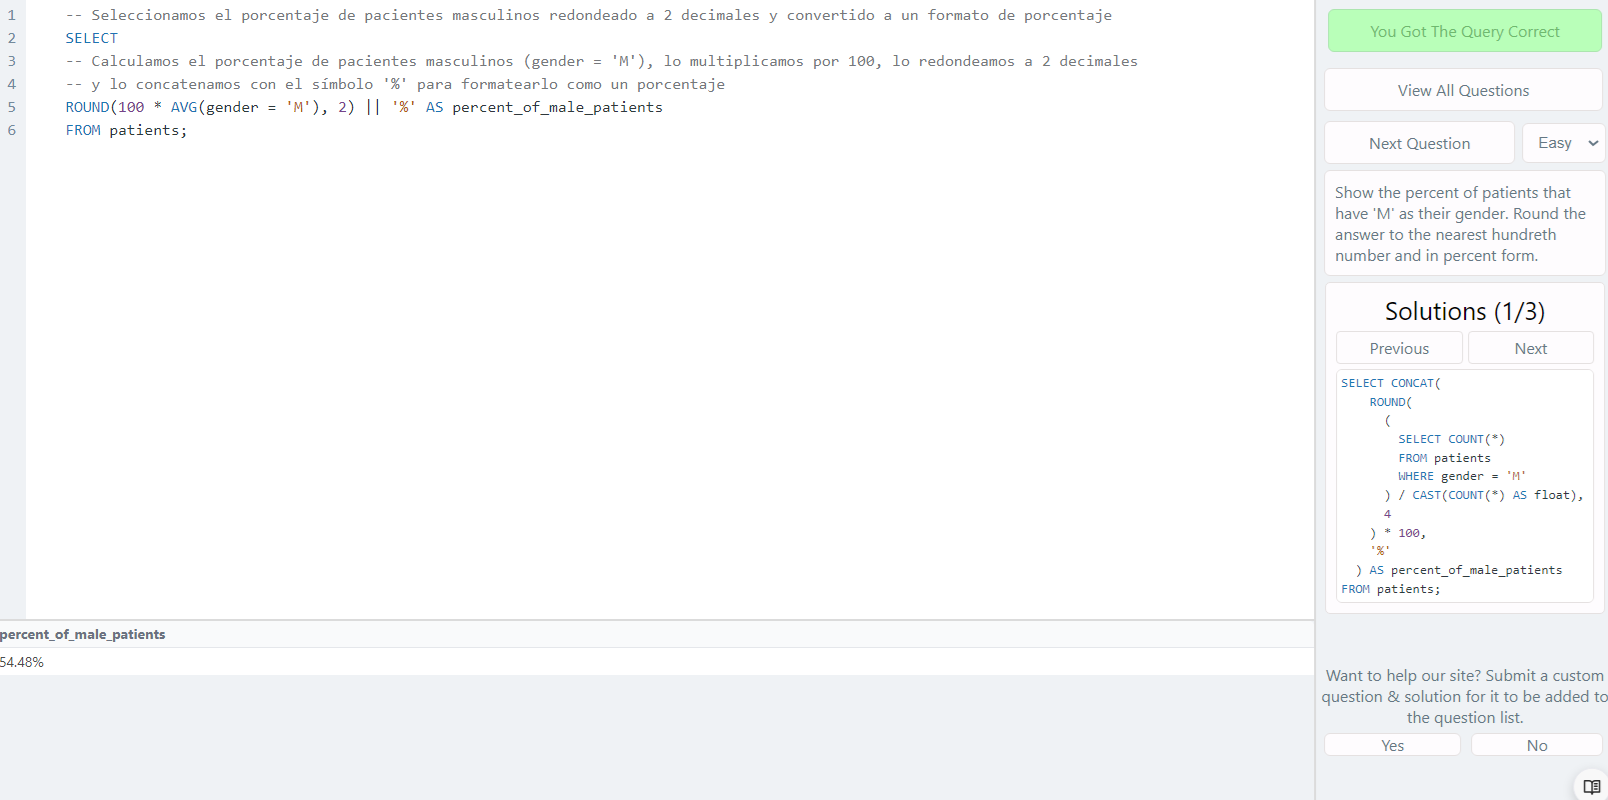 1 -- Seleccionamos el porcentaje de pacientes masculinos redondeado a 2 decimales y convertido a un formato de porcentaje
2 SELECT
3 -- Calculamos el porcentaje de pacientes masculinos (gender = 'M'), lo multiplicamos por 100, lo redondeamos a 2 decimales
4 -- y lo concatenamos con el símbolo '%' para formatearlo como un porcentaje
5 ROUND(100 * AVG(gender = 'M'), 2) || '%' AS percent_of_male_patients
6 FROM patients;
percent_of_male_patients
54.48%
You Got The Query Correct
View All Questions
Next Question
Easy
Show the percent of patients that
have 'M' as their gender. Round the
answer to the nearest hundreth
number and in percent form.
Solutions (1/3)
Previous
Next
SELECT CONCAT(
ROUND(
(
SELECT COUNT(*)
FROM patients
WHERE gender = 'M'
) / CAST(COUNT(*) AS float),
4
) * 100,
'%'
) AS percent_of_male_patients
FROM patients;
Want to help our site? Submit a custom
question & solution for it to be added to
the question list.
Yes
No